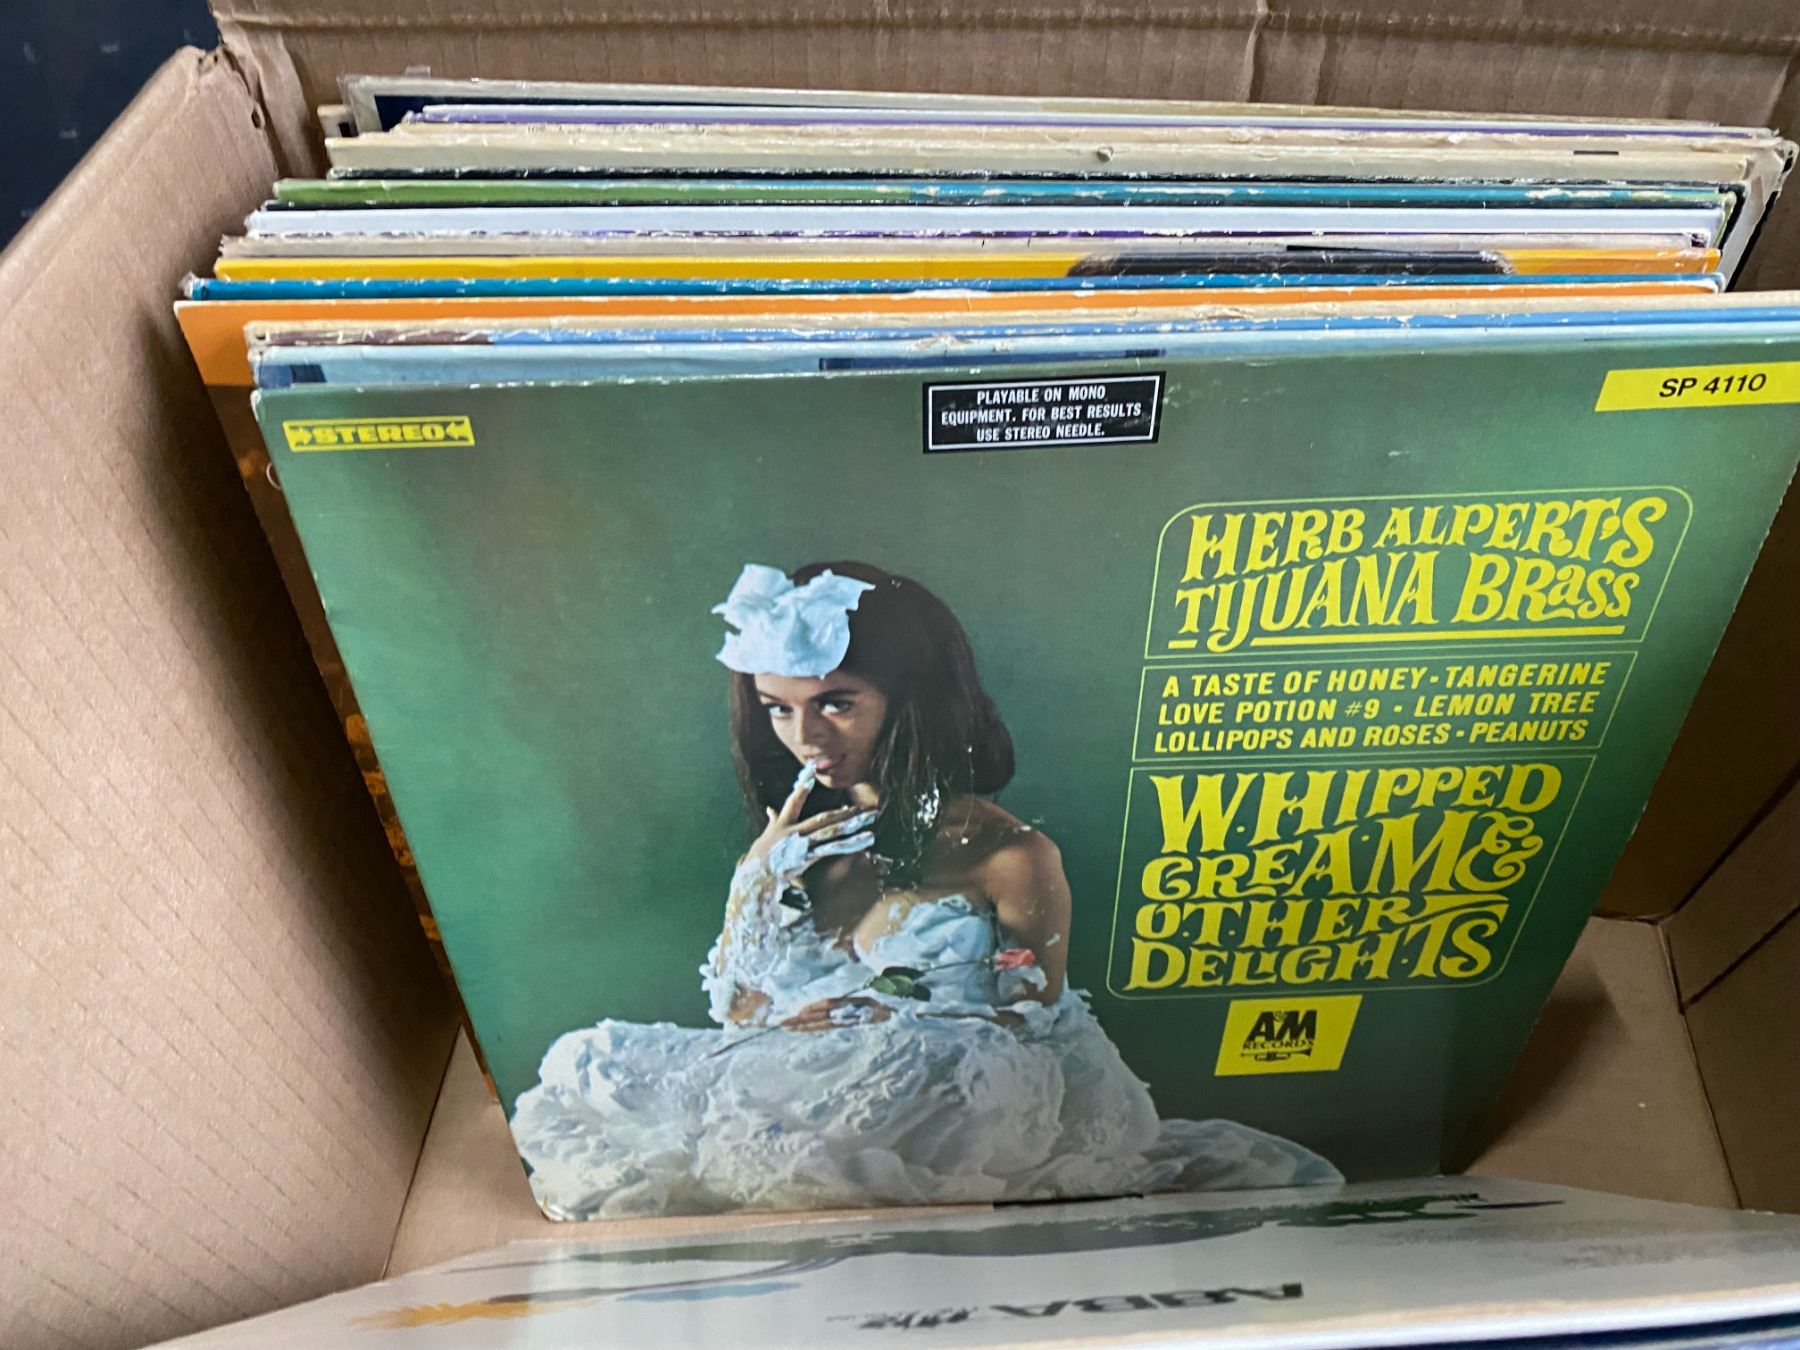 STEREO
PLAYABLE ON MONO
EQUIPMENT. FOR BEST RESULTS
USE STEREO NEEDLE.
SP 4110
HERB ALPERT'S
TIJUANA BRASS
A TASTE OF HONEY • TANGERINE
LOVE POTION #9 • LEMON TREE
LOLLIPOPS AND ROSES • PEANUTS
WHIPPED
CREAM &
OTHER
DELIGHTS
A&M
RECORDS
ABBA